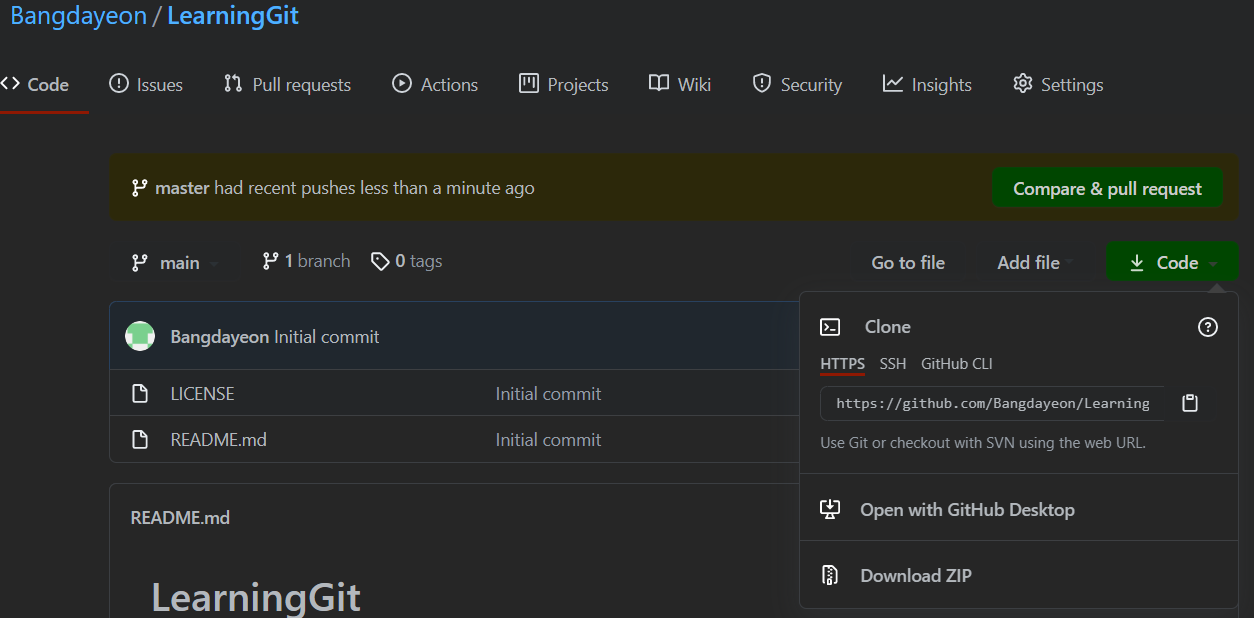 Bangdayeon / LearningGit
Code Issues Pull requests Actions Projects Wiki Security Insights Settings
master had recent pushes less than a minute ago Compare & pull request
main 1 branch 0 tags Go to file Add file Code
Bangdayeon Initial commit
LICENSE Initial commit
README.md Initial commit
README.md
LearningGit
Clone
HTTPS SSH GitHub CLI
https://github.com/Bangdayeon/Learning
Use Git or checkout with SVN using the web URL.
Open with GitHub Desktop
Download ZIP